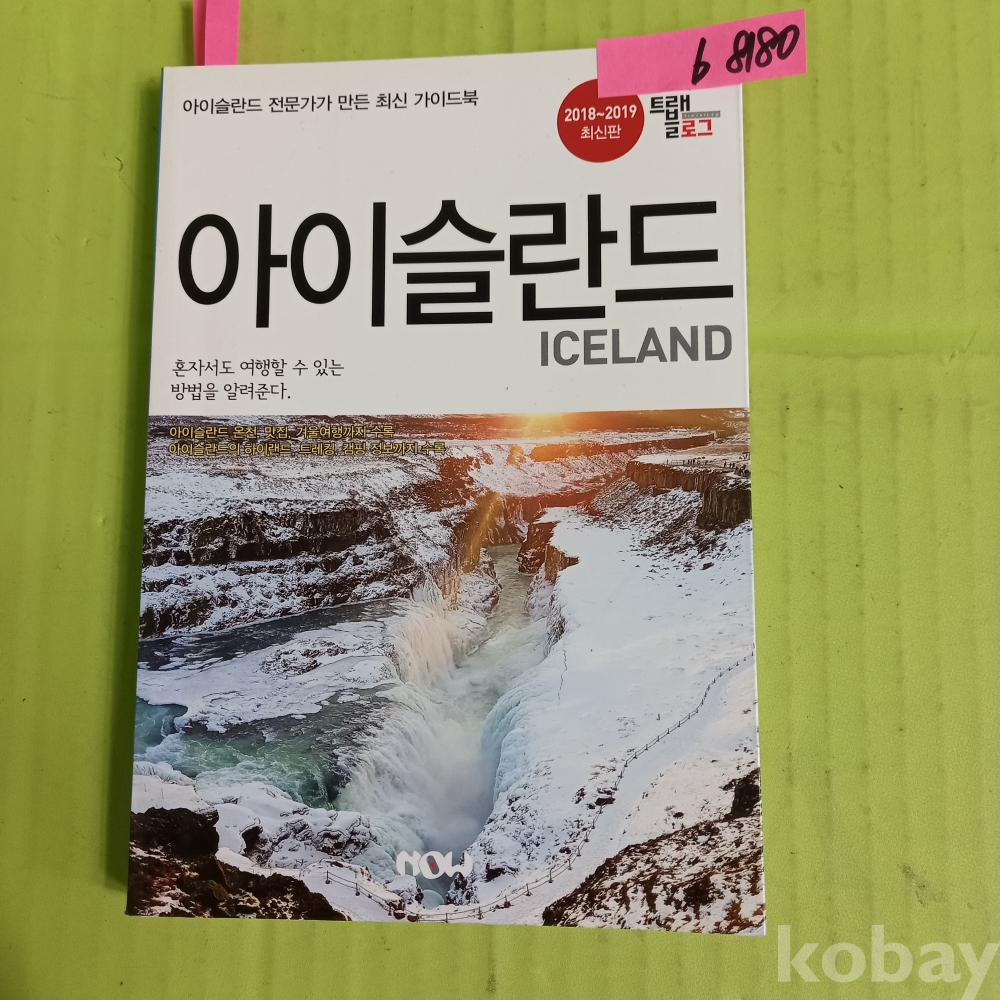 b 8180
아이슬란드 전문가가 만든 최신 가이드북
2018~2019
최신판
트래블로그
Travellog
아이슬란드
ICELAND
혼자서도 여행할 수 있는
방법을 알려준다.
아이슬란드 온천, 맛집, 겨울여행까지 수록
아이슬란드의 하이랜드, 트레킹, 캠핑 정보까지 수록
NOW
kobay